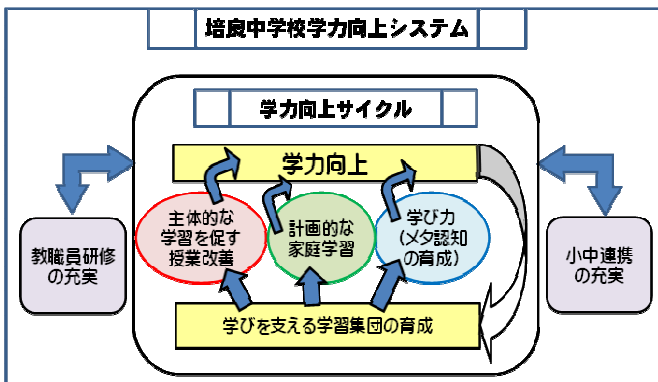 培良中学校学力向上システム
学力向上サイクル
学力向上
主体的な
学習を促す
授業改善
計画的な
家庭学習
学び力
（メタ認知
の育成）
教職員研修
の充実
小中連携
の充実
学びを支える学習集団の育成